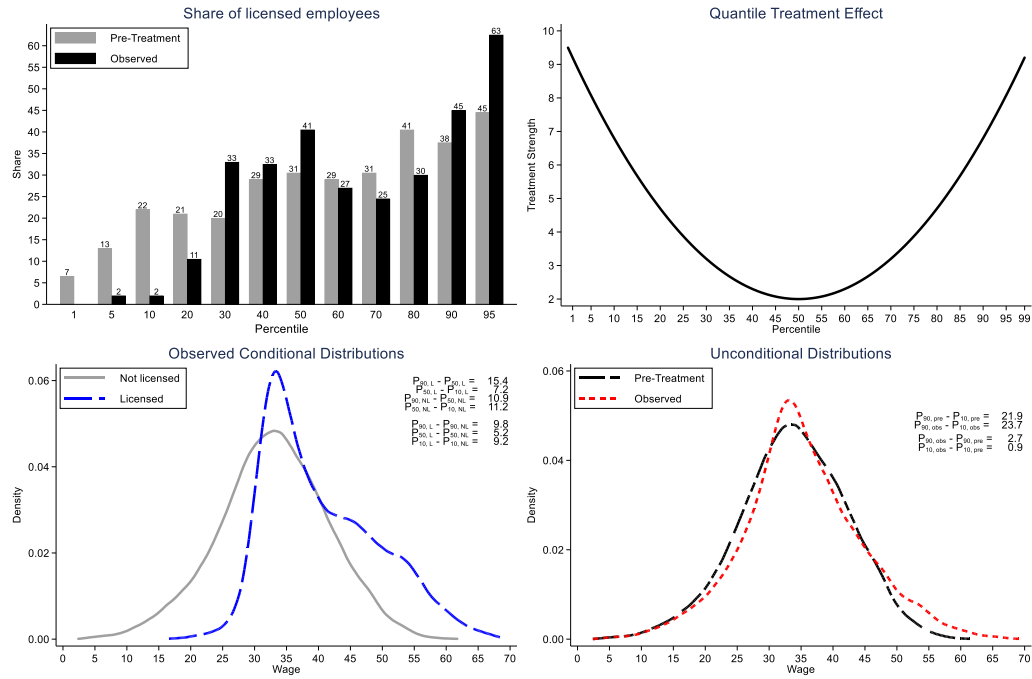 Share of licensed employees
Pre-Treatment
Observed
Share
0
5
10
15
20
25
30
35
40
45
50
55
60
7
13
2
22
2
21
11
20
33
29
33
31
41
29
27
31
25
41
30
38
45
45
63
1 5 10 20 30 40 50 60 70 80 90 95
Percentile
Quantile Treatment Effect
Treatment Strength
10
9
8
7
6
5
4
3
2
1 5 10 15 20 25 30 35 40 45 50 55 60 65 70 75 80 85 90 95 99
Percentile
Observed Conditional Distributions
Not licensed
Licensed
P90, L - P50, L = 15.4
P50, L - P10, L = 7.2
P90, NL - P50, NL = 10.9
P50, NL - P10, NL = 11.2
P90, L - P90, NL = 9.8
P50, L - P50, NL = 5.2
P10, L - P10, NL = 9.2
Density
0.06
0.04
0.02
0.00
0 5 10 15 20 25 30 35 40 45 50 55 60 65 70
Wage
Unconditional Distributions
Pre-Treatment
Observed
P90, pre - P10, pre = 21.9
P90, obs - P10, obs = 23.7
P90, obs - P90, pre = 2.7
P10, obs - P10, pre = 0.9
Density
0.06
0.04
0.02
0.00
0 5 10 15 20 25 30 35 40 45 50 55 60 65 70
Wage